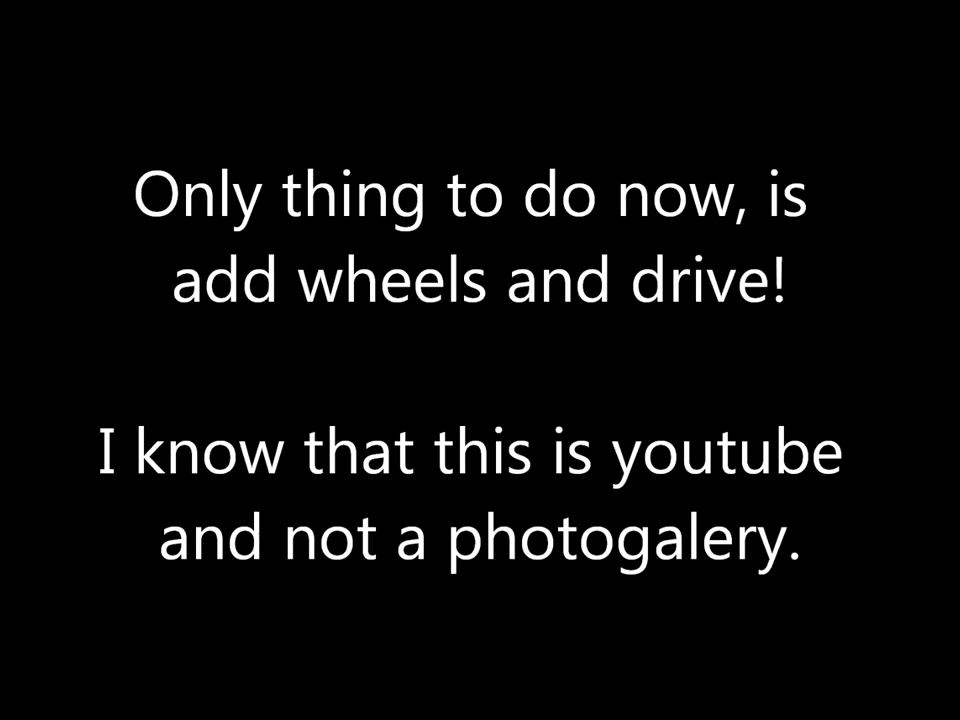 Only thing to do now, is
add wheels and drive!
I know that this is youtube
and not a photogalery.